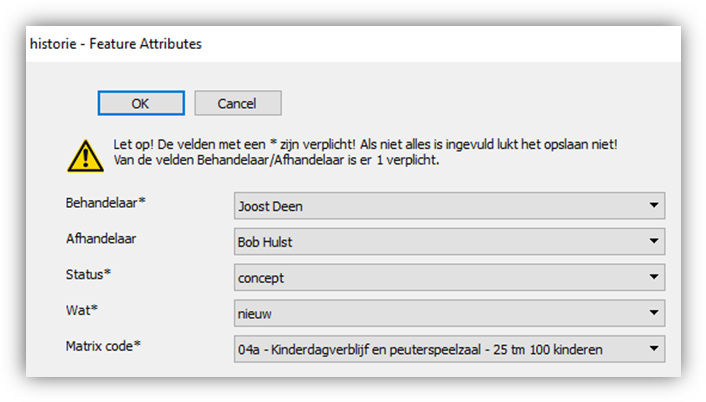 historie - Feature Attributes
OK Cancel
Let op! De velden met een * zijn verplicht! Als niet alles is ingevuld lukt het opslaan niet!
Van de velden Behandelaar/Afhandelaar is er 1 verplicht.
Behandelaar* Joost Deen
Afhandelaar Bob Hulst
Status* concept
Wat* nieuw
Matrix code* 04a - Kinderdagverblijf en peuterspeelzaal - 25 tm 100 kinderen